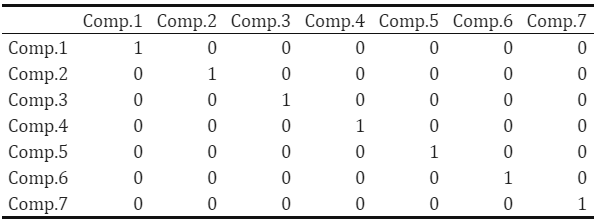 Comp.1 Comp.2 Comp.3 Comp.4 Comp.5 Comp.6 Comp.7
Comp.1 1 0 0 0 0 0 0
Comp.2 0 1 0 0 0 0 0
Comp.3 0 0 1 0 0 0 0
Comp.4 0 0 0 1 0 0 0
Comp.5 0 0 0 0 1 0 0
Comp.6 0 0 0 0 0 1 0
Comp.7 0 0 0 0 0 0 1